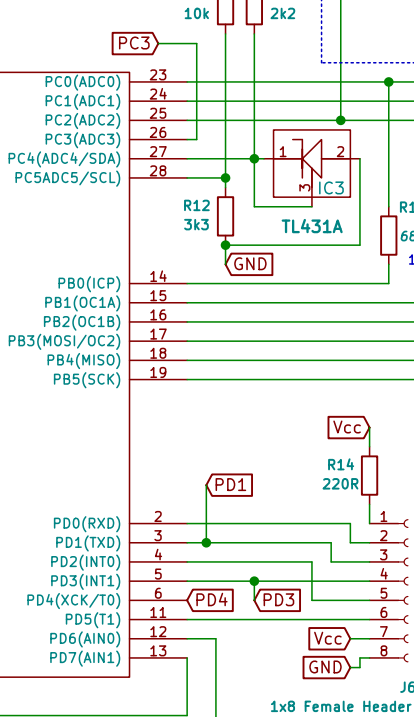 10k 2k2
PC3
PC0(ADC0) 23
PC1(ADC1) 24
PC2(ADC2) 25
PC3(ADC3) 26
PC4(ADC4/SDA) 27 1 2
PC5ADC5/SCL) 28 3 IC3
R12 TL431A
3k3
GND
PB0(ICP) 14
PB1(OC1A) 15
PB2(OC1B) 16
PB3(MOSI/OC2) 17
PB4(MISO) 18
PB5(SCK) 19
Vcc
R14
220R
PD1
PD0(RXD) 2 1
PD1(TXD) 3 2
PD2(INT0) 4 3
PD3(INT1) 5 4
PD4(XCK/T0) 6 PD4 PD3 5
PD5(T1) 11 6
PD6(AIN0) 12 Vcc 7
PD7(AIN1) 13 GND 8
J6
1x8 Female Header